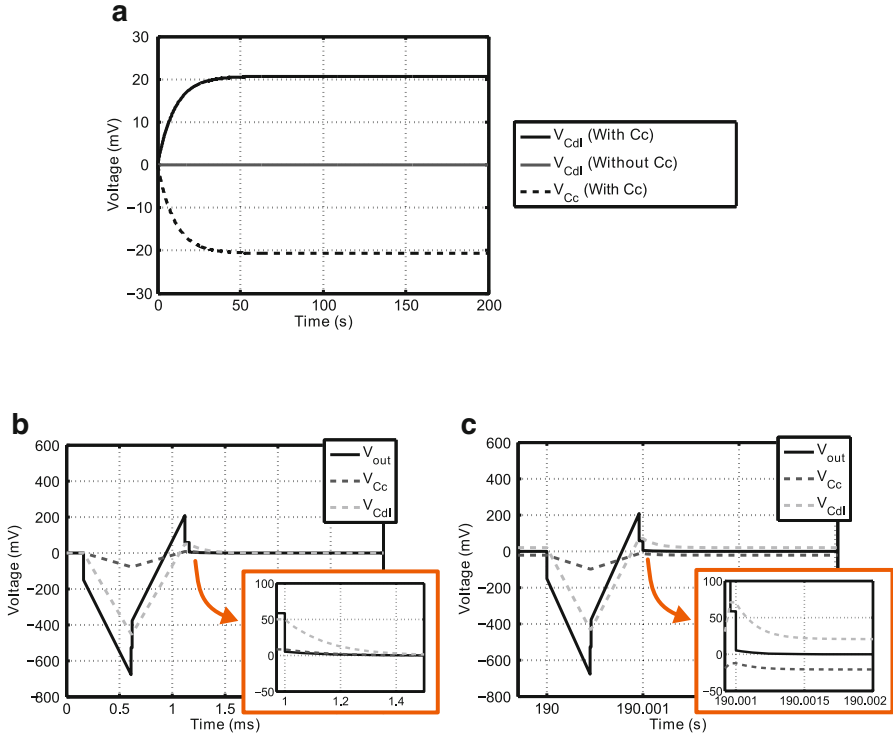 a
30
20
10
0
−10
−20
−30
Voltage (mV)
0
50
100
150
200
Time (s)
V_Cdl (With Cc)
V_Cdl (Without Cc)
V_Cc (With Cc)
b
600
400
200
0
−200
−400
−600
−800
Voltage (mV)
0
0.5
1
1.5
Time (ms)
V_out
V_Cc
V_Cdl
100
50
0
−50
1
1.2
1.4
c
600
400
200
0
−200
−400
−600
−800
Voltage (mV)
190
190.001
Time (s)
V_out
V_Cc
V_Cdl
100
50
0
−50
190.001
190.0015
190.002